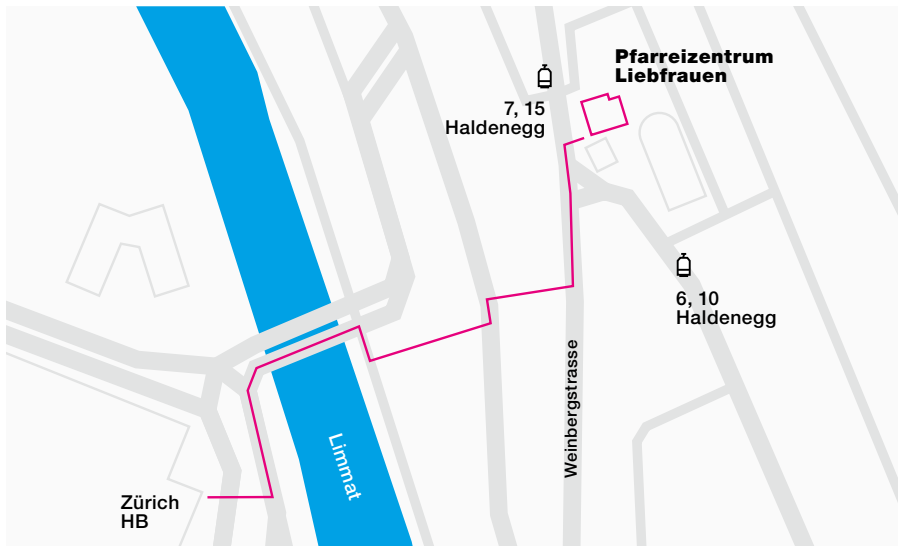 Pfarreizentrum
Liebfrauen
7, 15
Haldenegg
6, 10
Haldenegg
Weinbergstrasse
Limmat
Zürich
HB